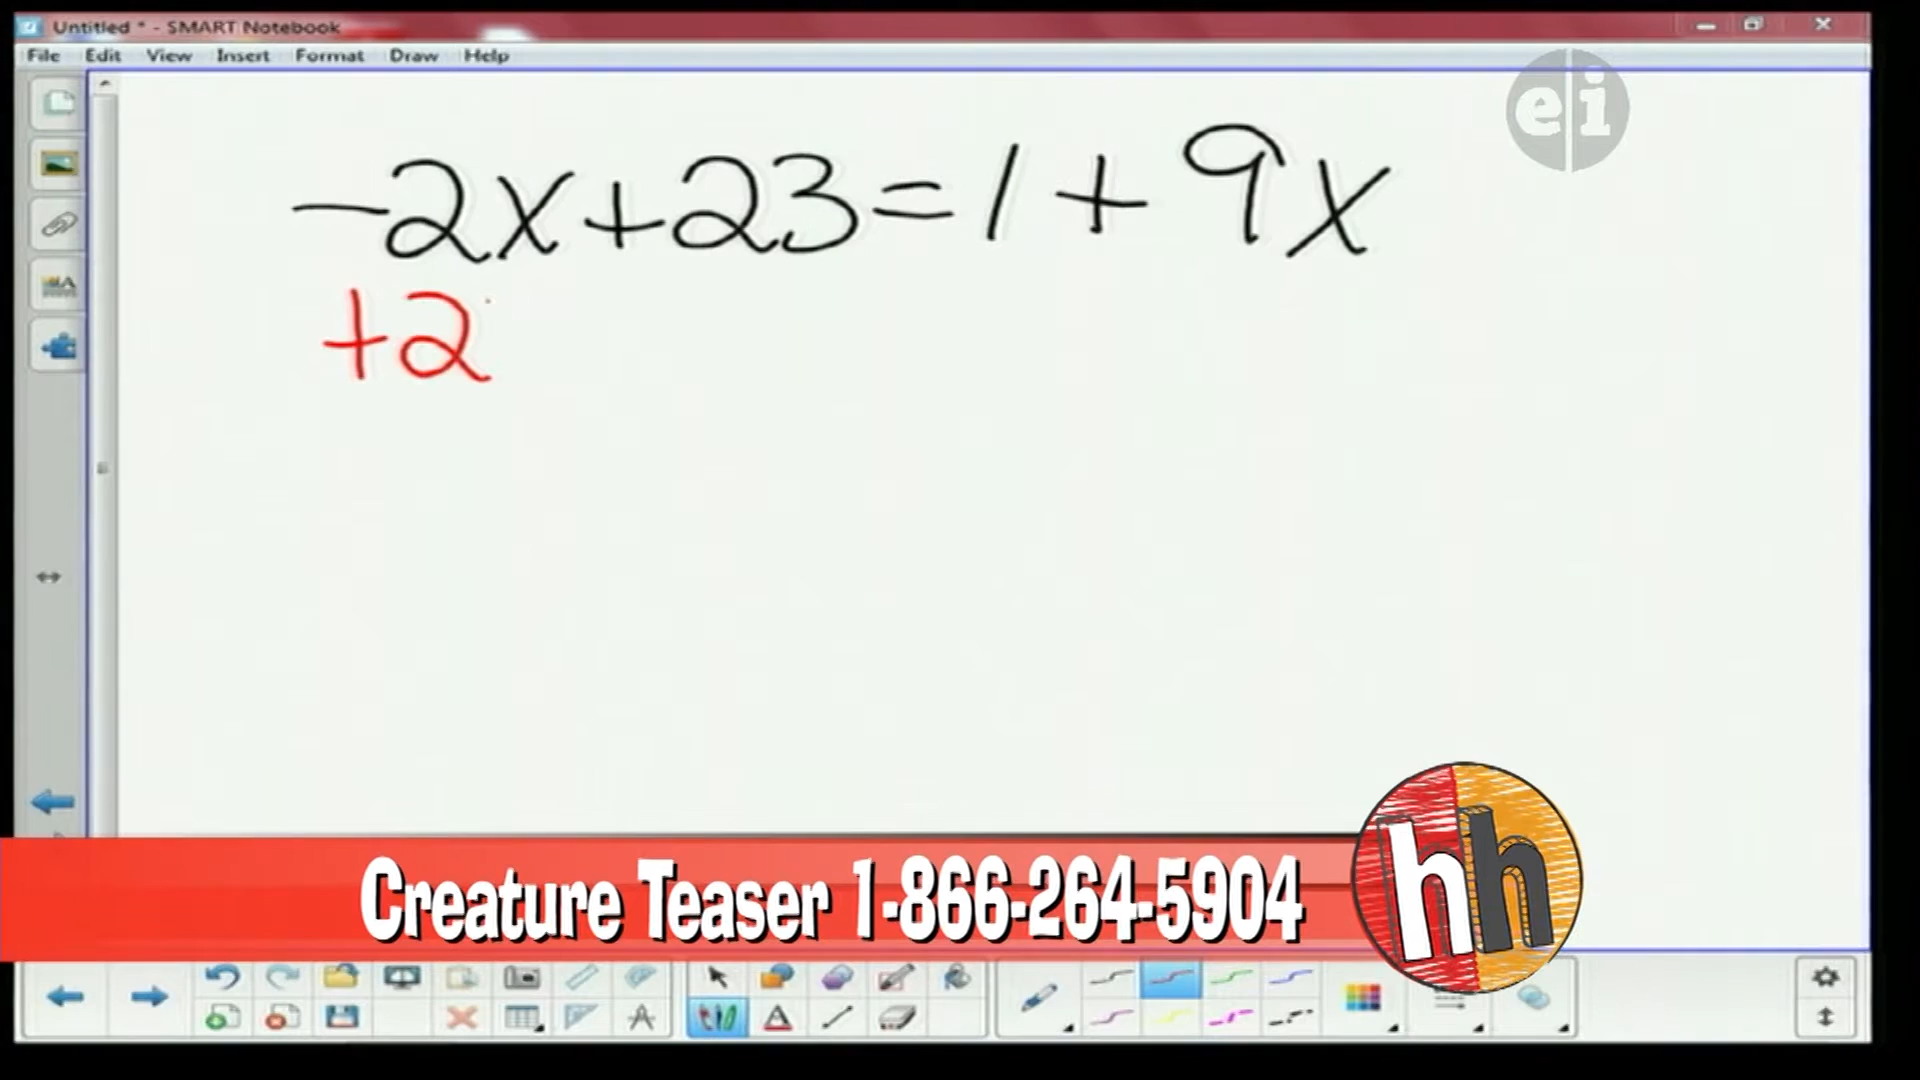 Untitled * - SMART Notebook
File Edit View Insert Format Draw Help
ei
-2x+23=1+9x
+2
Creature Teaser 1-866-264-5904
hh